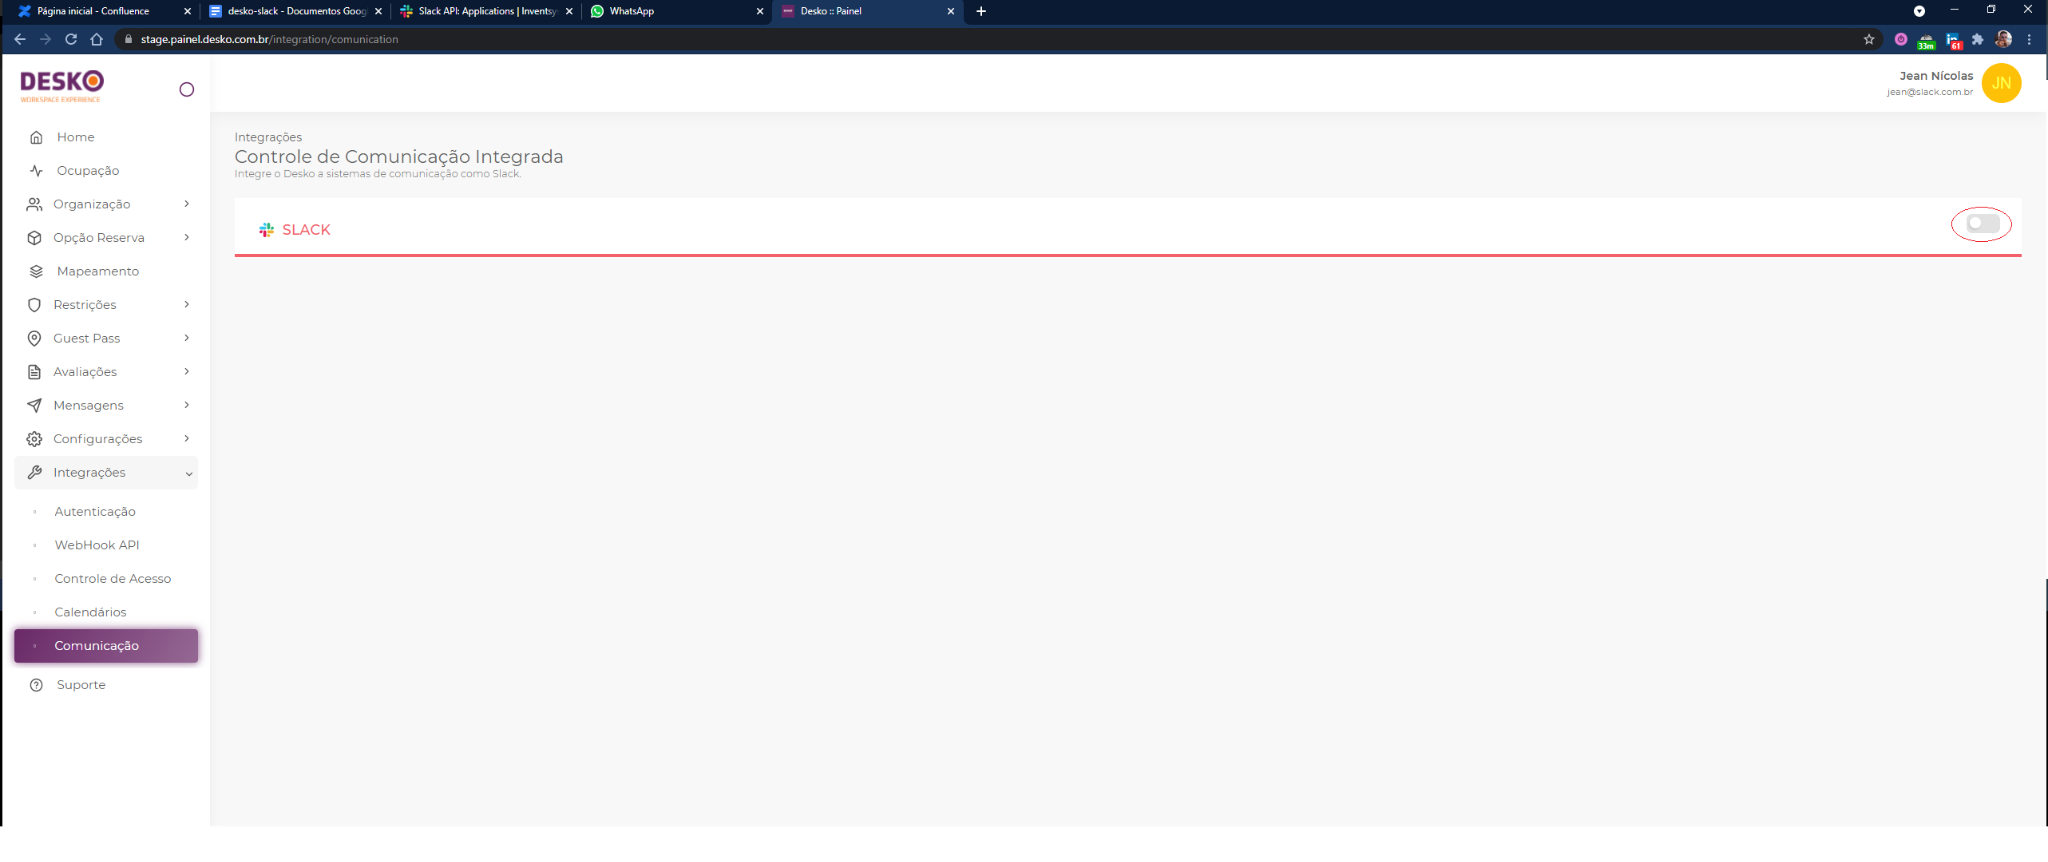 Página inicial - Confluence
desko-slack - Documentos Goog
Slack API: Applications | Inventsy
WhatsApp
Desko :: Painel
stage.painel.desko.com.br/integration/comunication
33m
61
DESKO
WORKSPACE EXPERIENCE
Jean Nícolas
jean@slack.com.br
JN
Home
Ocupação
Organização
Opção Reserva
Mapeamento
Restrições
Guest Pass
Avaliações
Mensagens
Configurações
Integrações
Autenticação
WebHook API
Controle de Acesso
Calendários
Comunicação
Suporte
Integrações
Controle de Comunicação Integrada
Integre o Desko a sistemas de comunicação como Slack.
SLACK